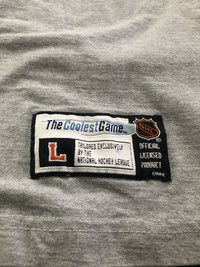 The Coolest Game
NHL
L
TAILORED EXCLUSIVELY
BY THE
NATIONAL HOCKEY LEAGUE
OFFICIAL
LICENSED
PRODUCT